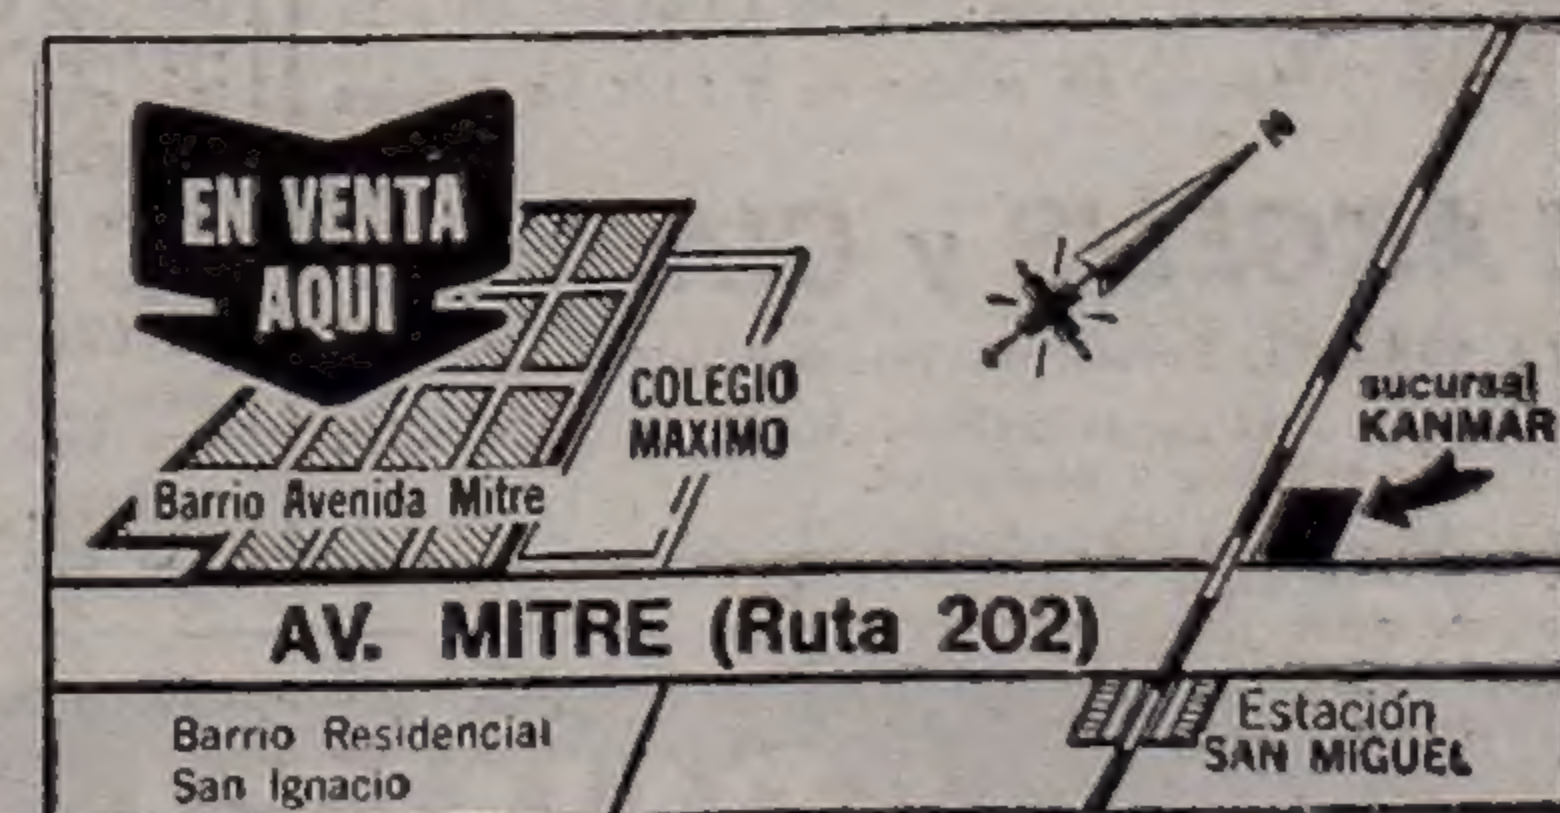 EN VENTA
AQUI
N
COLEGIO
MAXIMO
sucursal
KANMAR
Barrio Avenida Mitre
AV. MITRE (Ruta 202)
Barrio Residencial
San Ignacio
Estación
SAN MIGUEL